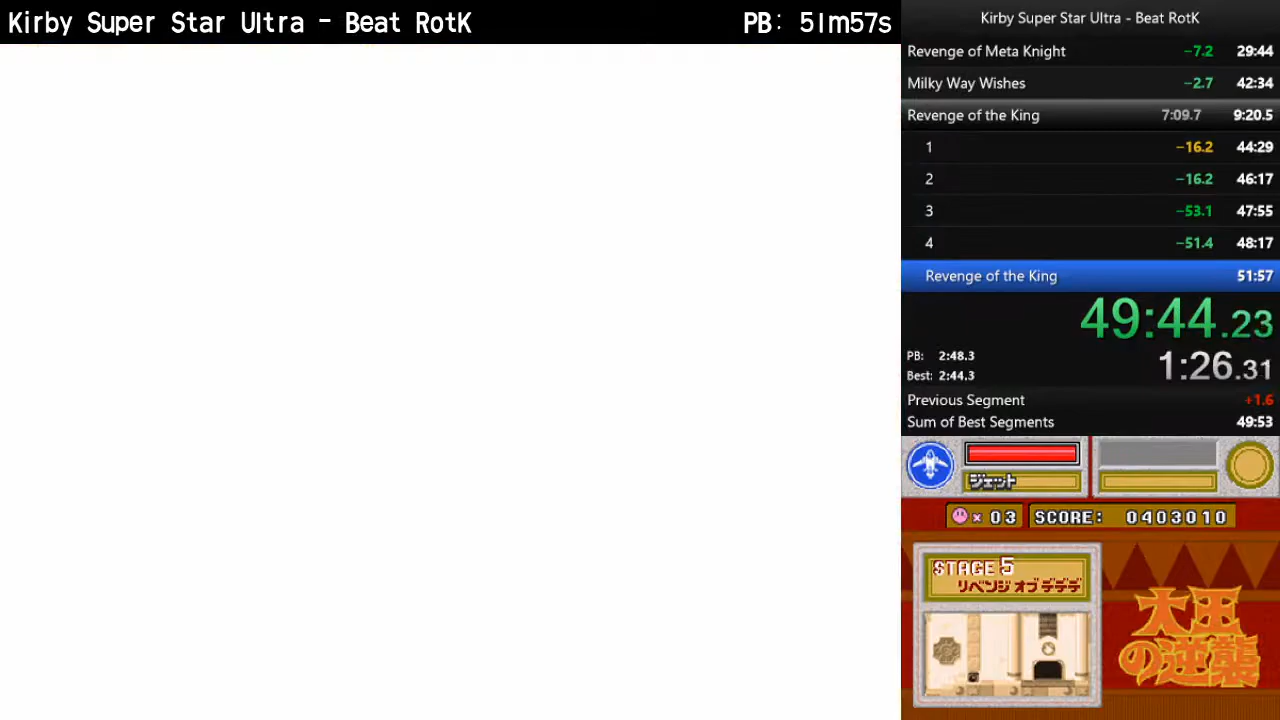 Kirby Super Star Ultra - Beat RotK
PB: 51m57s
Kirby Super Star Ultra - Beat RotK
Revenge of Meta Knight -7.2 29:44
Milky Way Wishes -2.7 42:34
Revenge of the King 7:09.7 9:20.5
1 -16.2 44:29
2 -16.2 46:17
3 -53.1 47:55
4 -51.4 48:17
Revenge of the King 51:57
49:44.23
PB: 2:48.3
1:26.31
Best: 2:44.3
Previous Segment +1.6
Sum of Best Segments 49:53
ジェット
× 03 SCORE: 0403010
STAGE 5
リベンジ オブ デデデ
大王
の逆襲